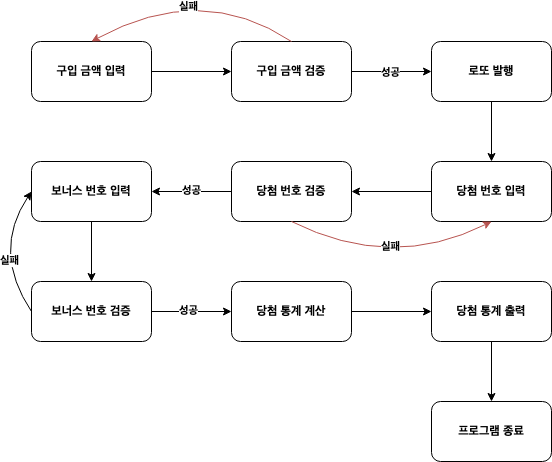 실패
구입 금액 입력
구입 금액 검증
성공
로또 발행
보너스 번호 입력
성공
당첨 번호 검증
당첨 번호 입력
실패
실패
보너스 번호 검증
성공
당첨 통계 계산
당첨 통계 출력
프로그램 종료